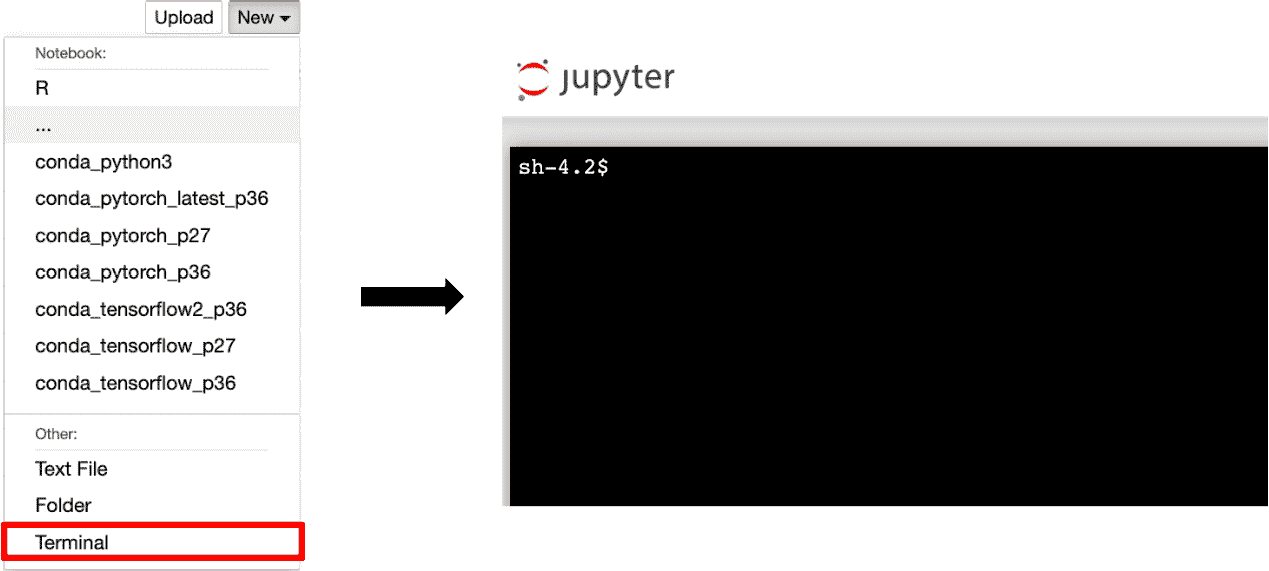 Upload New
Notebook:
R
...
conda_python3
conda_pytorch_latest_p36
conda_pytorch_p27
conda_pytorch_p36
conda_tensorflow2_p36
conda_tensorflow_p27
conda_tensorflow_p36
Other:
Text File
Folder
Terminal
jupyter
sh-4.2$